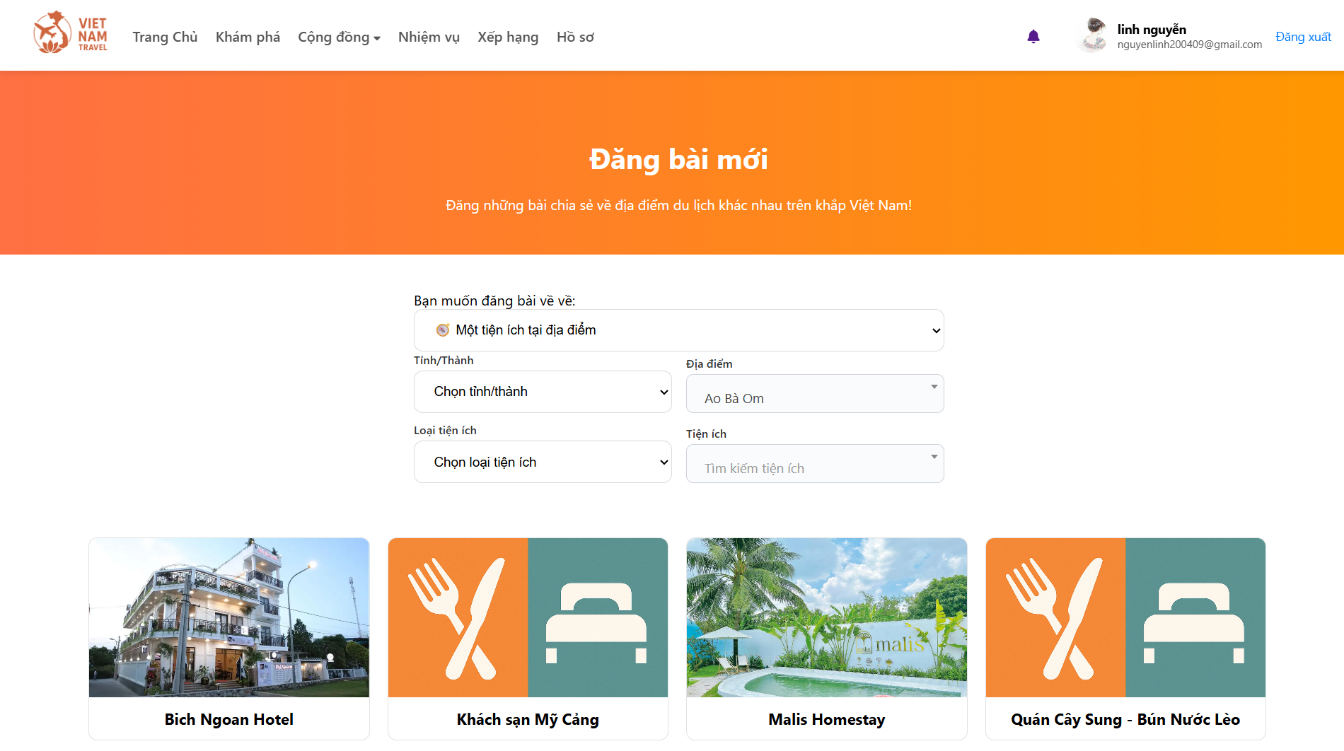 VIET
NAM
TRAVEL
Trang Chủ Khám phá Cộng đồng Nhiệm vụ Xếp hạng Hồ sơ
linh nguyễn
nguyenlinh200409@gmail.com
Đăng xuất
Đăng bài mới
Đăng những bài chia sẻ về địa điểm du lịch khác nhau trên khắp Việt Nam!
Bạn muốn đăng bài về về:
Một tiện ích tại địa điểm
Tỉnh/Thành
Địa điểm
Chọn tỉnh/thành
Ao Bà Om
Loại tiện ích
Tiện ích
Chọn loại tiện ích
Tìm kiếm tiện ích
malis
Bich Ngoan Hotel
Khách sạn Mỹ Cảng
Malis Homestay
Quán Cây Sung - Bún Nước Lèo